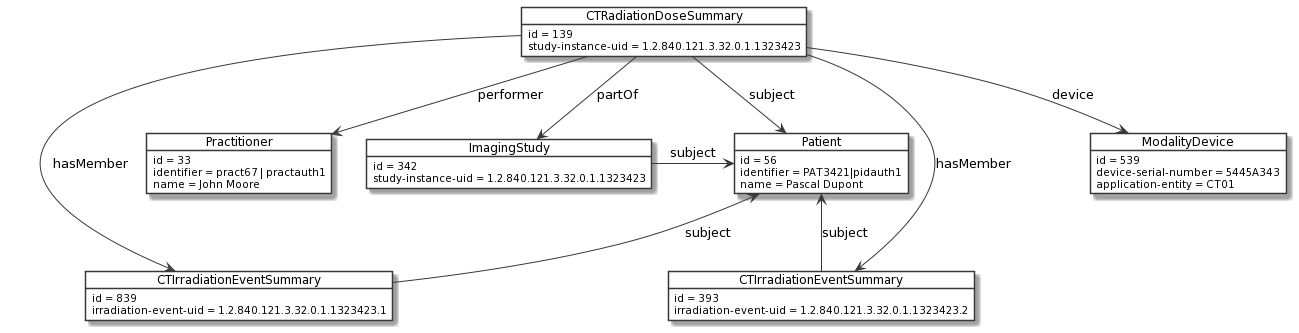 CTRadiationDoseSummary
id = 139
study-instance-uid = 1.2.840.121.3.32.0.1.1323423
performer
partOf
subject
device
Practitioner
id = 33
identifier = pract67| practauth1
name = John Moore
ImagingStudy
id = 342
study-instance-uid = 1.2.840.121.3.32.0.1.1323423
subject
Patient
id = 56
identifier = PAT3421|pidauth1
name = Pascal Dupont
ModalityDevice
id = 539
device-serial-number = 5445A343
application-entity = CT01
hasMember
hasMember
subject
subject
CTIrradiationEventSummary
id = 839
irradiation-event-uid = 1.2.840.121.3.32.0.1.1323423.1
CTIrradiationEventSummary
id = 393
irradiation-event-uid = 1.2.840.121.3.32.0.1.1323423.2